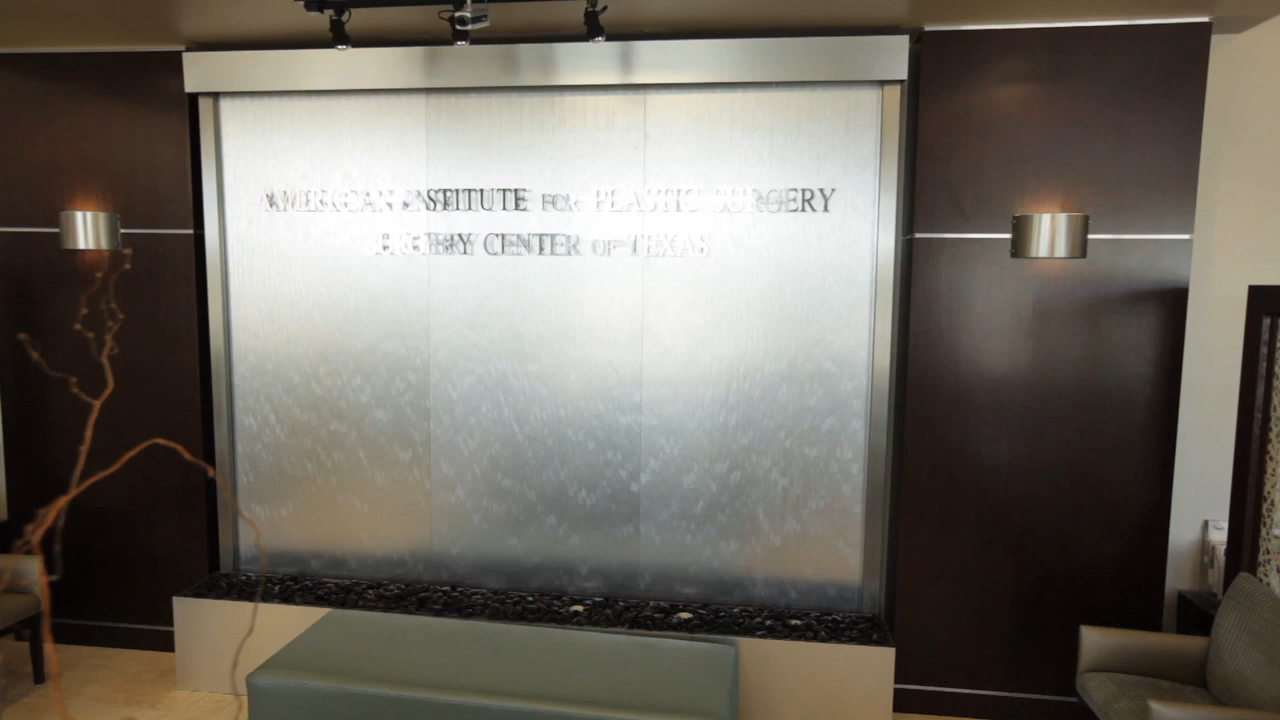 AMERICAN INSTITUTE FOR PLASTIC SURGERY
SURGERY CENTER OF TEXAS